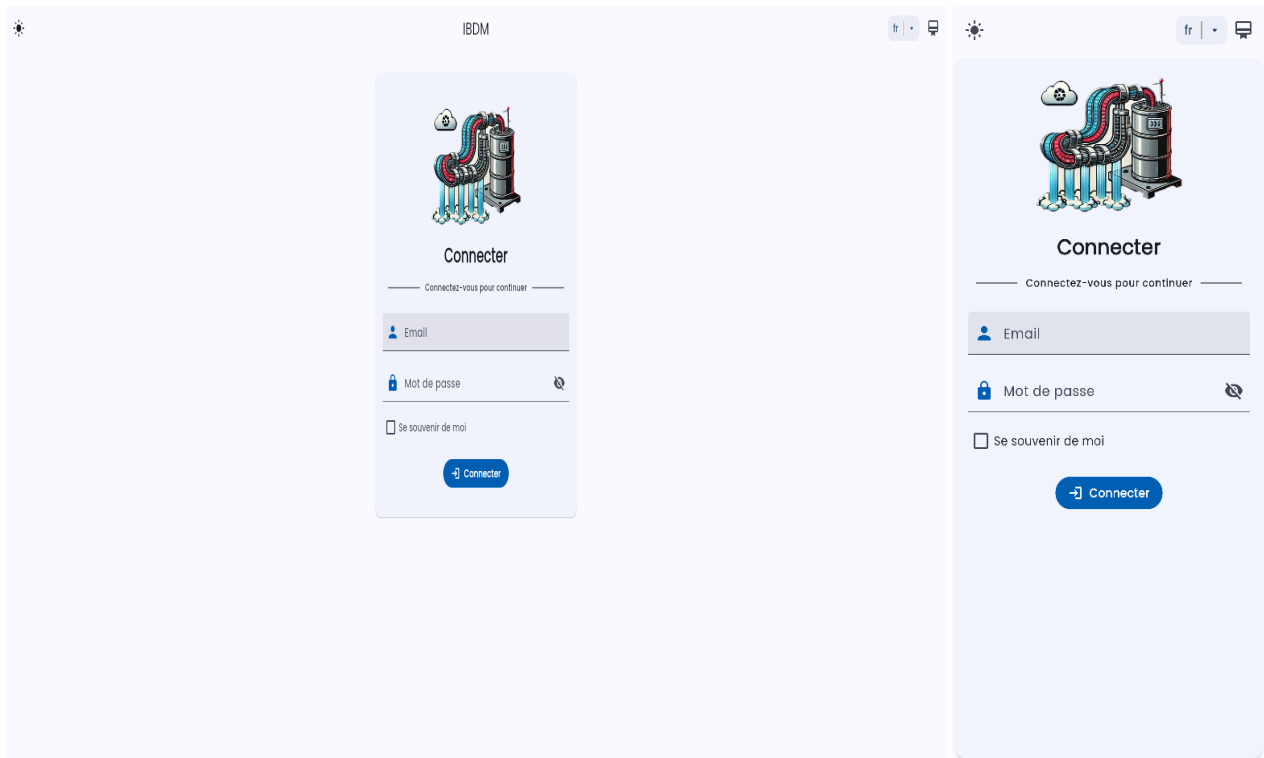 IBDM
fr
Connecter
Connectez-vous pour continuer
Email
Mot de passe
Se souvenir de moi
Connecter
fr
Connecter
Connectez-vous pour continuer
Email
Mot de passe
Se souvenir de moi
Connecter